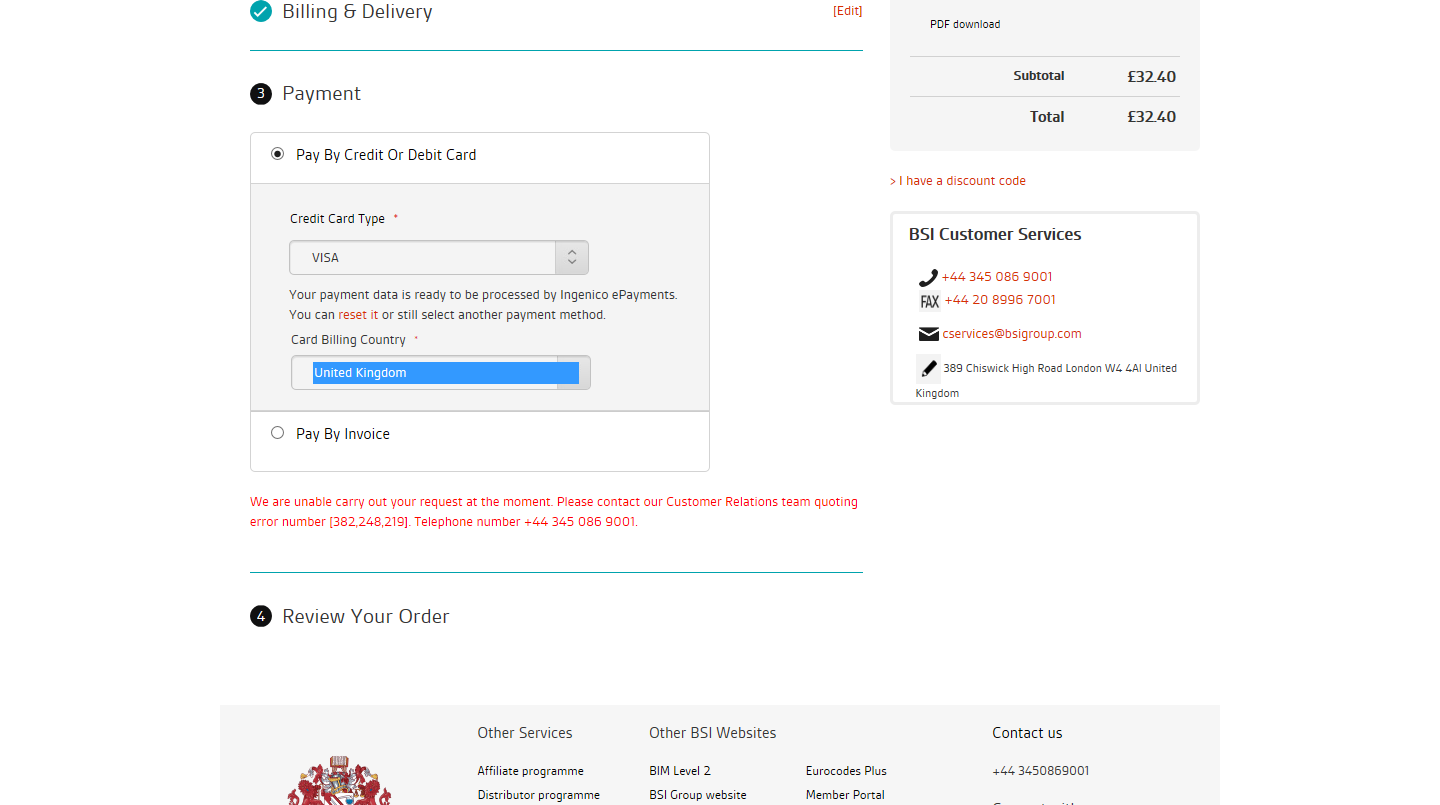 Billing & Delivery
[Edit]
3 Payment
Pay By Credit Or Debit Card
Credit Card Type *
VISA
Your payment data is ready to be processed by Ingenico ePayments.
You can reset it or still select another payment method.
Card Billing Country *
United Kingdom
Pay By Invoice
We are unable carry out your request at the moment. Please contact our Customer Relations team quoting
error number [382,248,219]. Telephone number +44 345 086 9001.
4 Review Your Order
PDF download
Subtotal £32.40
Total £32.40
> I have a discount code
BSI Customer Services
+44 345 086 9001
FAX +44 20 8996 7001
cservices@bsigroup.com
389 Chiswick High Road London W4 4Al United
Kingdom
Other Services
Affiliate programme
Distributor programme
Other BSI Websites
BIM Level 2
BSI Group website
Eurocodes Plus
Member Portal
Contact us
+44 3450869001